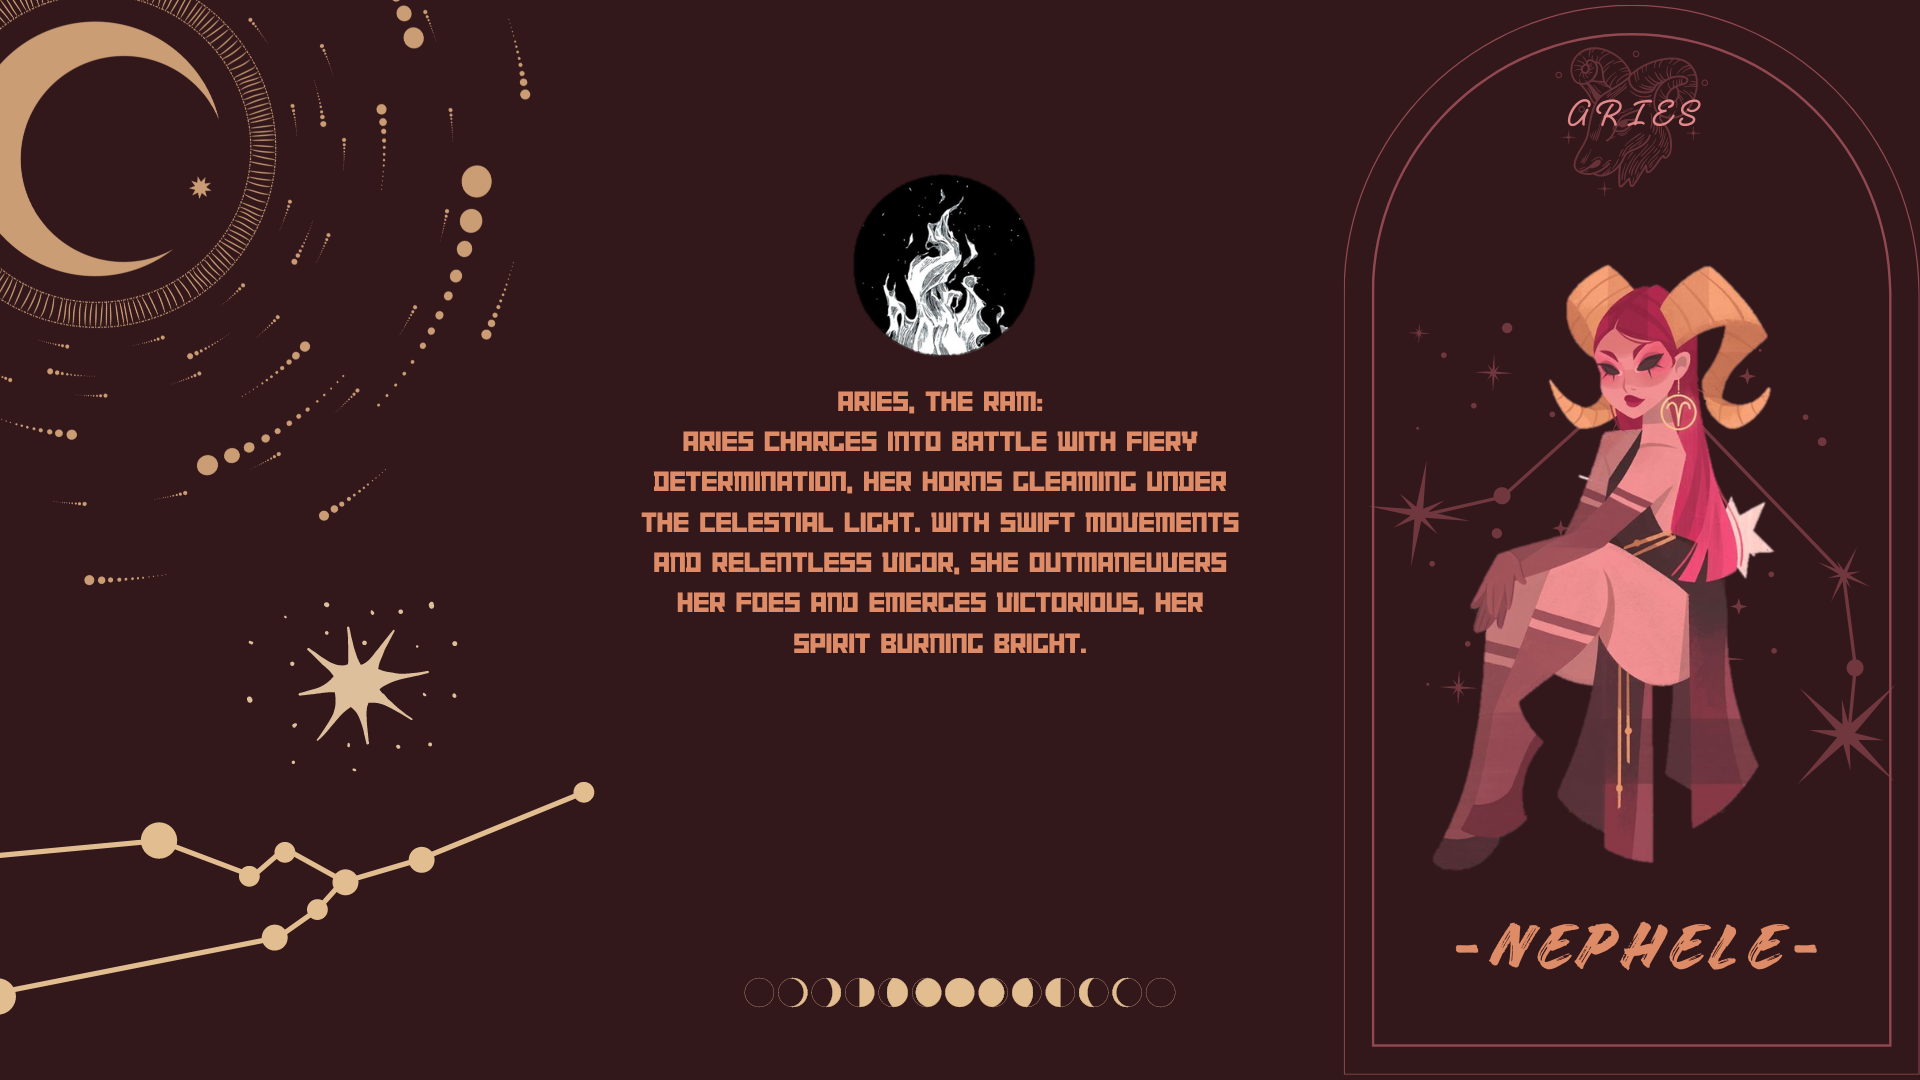 ARIES, THE RAM:
ARIES CHARGES INTO BATTLE WITH FIERY
DETERMINATION, HER HORNS GLEAMING UNDER
THE CELESTIAL LIGHT. WITH SWIFT MOVEMENTS
AND RELENTLESS VIGOR, SHE OUTMANEUVERS
HER FOES AND EMERGES VICTORIOUS, HER
SPIRIT BURNING BRIGHT.
ARIES
-NEPHELE-